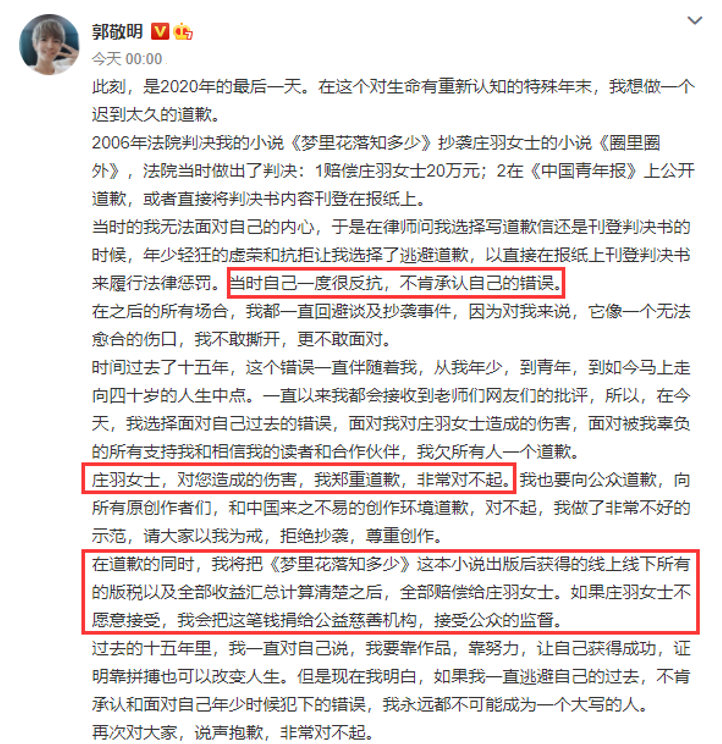 郭敬明
今天 00:00
此刻，是2020年的最后一天。在这个对生命有重新认知的特殊年末，我想做一个
迟到太久的道歉。
2006年法院判决我的小说《梦里花落知多少》抄袭庄羽女士的小说《圈里圈
外》，法院当时做出了判决：1赔偿庄羽女士20万元；2在《中国青年报》上公开
道歉，或者直接将判决书内容刊登在报纸上。
当时的我无法面对自己的内心，于是在律师问我选择写道歉信还是刊登判决书的
时候，年少轻狂的虚荣和抗拒让我选择了逃避道歉，以直接在报纸上刊登判决书
来履行法律惩罚。当时自己一度很反抗，不肯承认自己的错误。
在之后的所有场合，我都一直回避谈及抄袭事件，因为对我来说，它像一个无法
愈合的伤口，我不敢撕开，更不敢面对。
时间过去了十五年，这个错误一直伴随着我，从我年少，到青年，到如今马上走
向四十岁的人生中点。一直以来我都会接收到老师们网友们的批评，所以，在今
天，我选择面对自己过去的错误，面对我对庄羽女士造成的伤害，面对被我辜负
的所有支持我和相信我的读者和合作伙伴，我欠所有人一个道歉。
庄羽女士，对您造成的伤害，我郑重道歉，非常对不起。我也要向公众道歉，向
所有原创作者们，和中国来之不易的创作环境道歉，对不起，我做了非常不好的
示范，请大家以我为戒，拒绝抄袭，尊重创作。
在道歉的同时，我将把《梦里花落知多少》这本小说出版后获得的线上线下所有
的版税以及全部收益汇总计算清楚之后，全部赔偿给庄羽女士。如果庄羽女士不
愿意接受，我会把这笔钱捐给公益慈善机构，接受公众的监督。
过去的十五年里，我一直对自己说，我要靠作品，靠努力，让自己获得成功，证
明靠拼搏也可以改变人生。但是现在我明白，如果我一直逃避自己的过去，不肯
承认和面对自己年少时候犯下的错误，我永远都不可能成为一个大写的人。
再次对大家，说声抱歉，非常对不起。